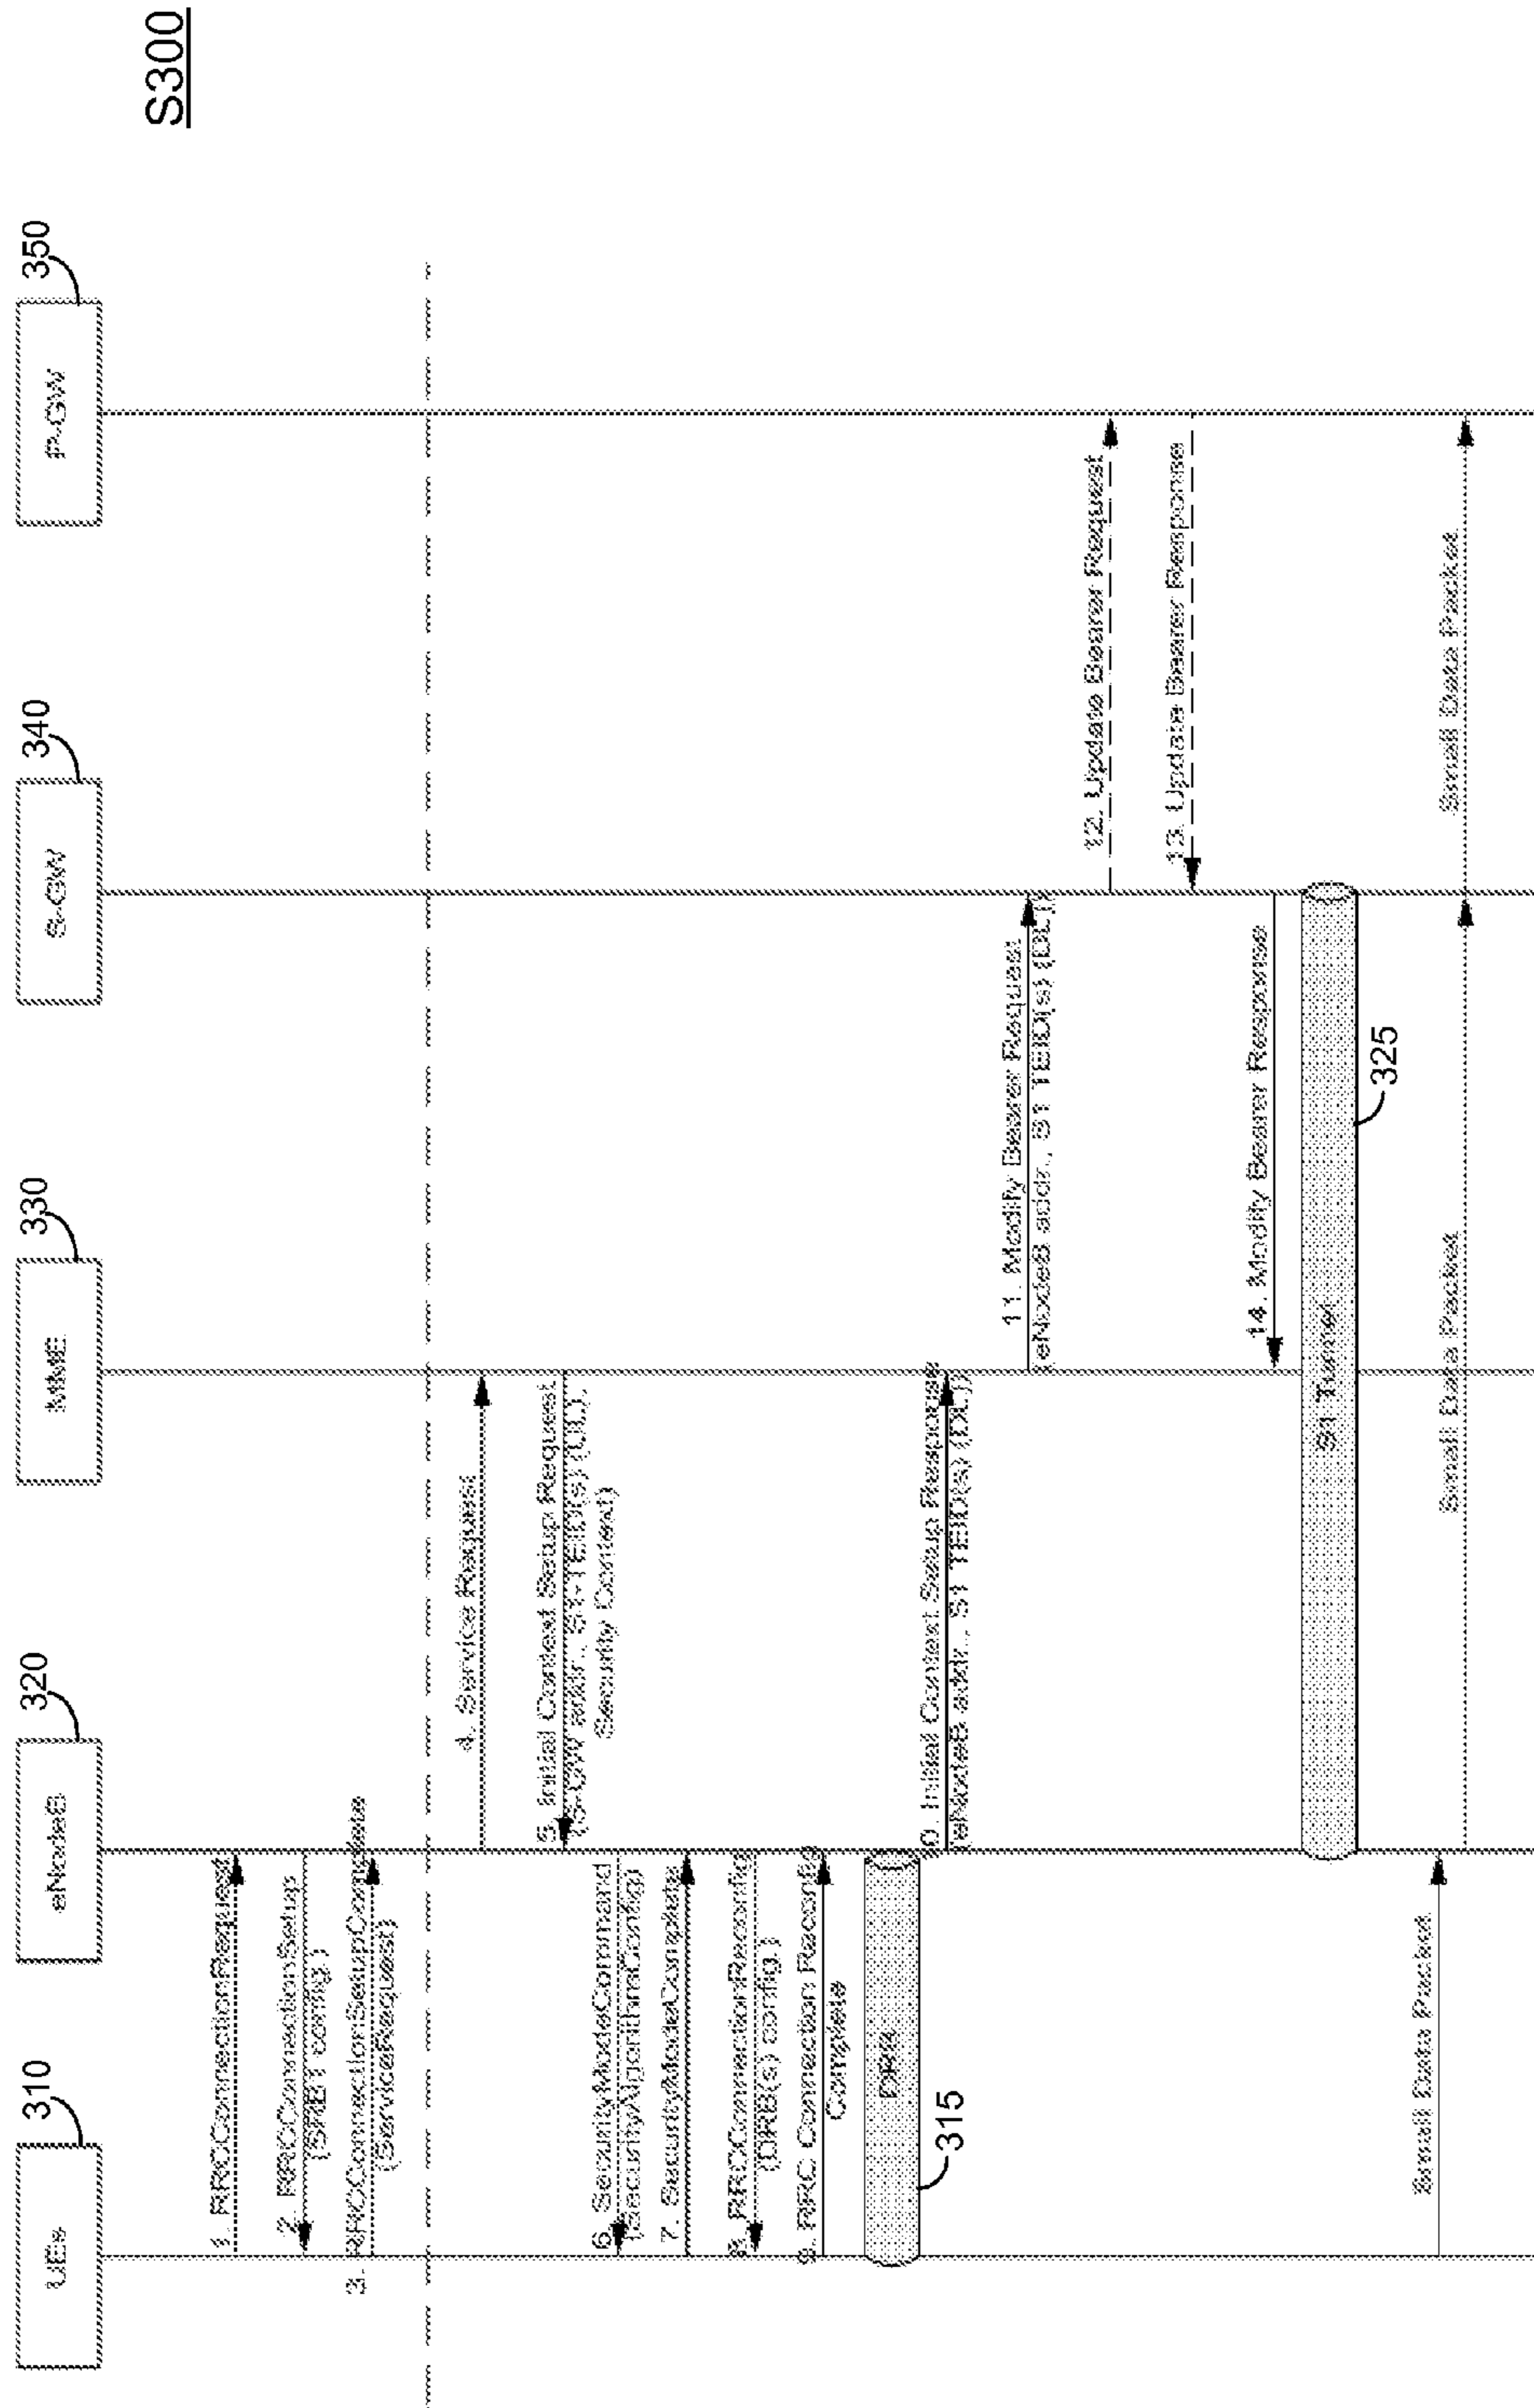 S300
310
320
330
340
350
UEs
eNodeB
MME
S-GW
P-GW
1. RRCConnectionRequest
2. RRCConnectionSetup
(SRB1 config.)
3. RRCConnectionSetupComplete
(ServiceRequest)
4. Service Request
5. Initial Context Setup Request
(S-GW addr., S1-TEID(s) (UL),
Security Context)
6. SecurityModeCommand
(SecurityAlgorithmConfig)
7. SecurityModeComplete
8. RRCConnectionReconfig
(DRB(s) config.)
9. RRC Connection Reconfig
Complete
DRB
315
10. Initial Context Setup Response
(eNodeB addr., S1 TEID(s) (DL))
11. Modify Bearer Request
(eNodeB addr., S1 TEID(s) (DL))
12. Update Bearer Request
13. Update Bearer Response
14. Modify Bearer Response
S1 Tunnel
325
Small Data Packet
Small Data Packet
Small Data Packet